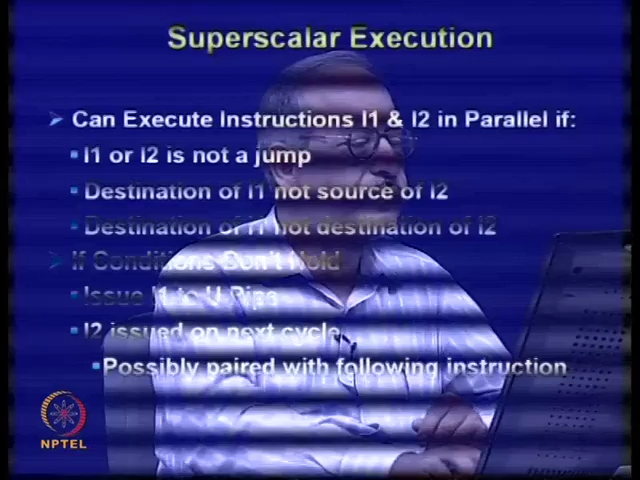 Superscalar Execution
Can Execute Instructions I1 & I2 in Parallel if:
I1 or I2 is not a jump
Destination of I1 not source of I2
Destination of I1 not destination of I2
If Conditions Don't Hold
Issue I1 to U Pipe
I2 issued on next cycle
Possibly paired with following instruction
NPTEL